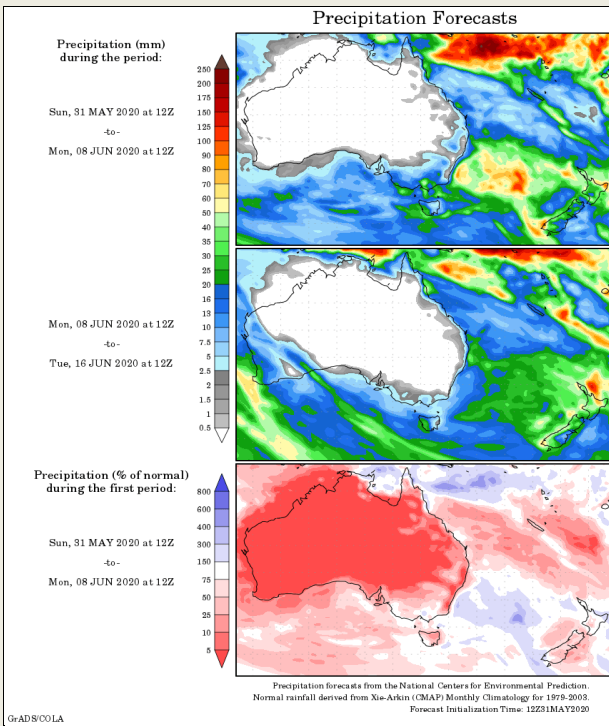 Precipitation Forecasts
Precipitation (mm)
during the period:
Sun, 31 MAY 2020 at 12Z
-to-
Mon, 08 JUN 2020 at 12Z
250
200
175
150
125
100
90
80
70
60
50
40
35
30
25
20
16
13
10
7.5
5
2.5
2
1.5
1
0.5
Mon, 08 JUN 2020 at 12Z
-to-
Tue, 16 JUN 2020 at 12Z
Precipitation (% of normal)
during the first period:
Sun, 31 MAY 2020 at 12Z
-to-
Mon, 08 JUN 2020 at 12Z
800
600
400
300
150
75
50
25
10
5
Precipitation forecasts from the National Centers for Environmental Prediction.
Normal rainfall derived from Xie-Arkin (CMAP) Monthly Climatology for 1979-2003.
Forecast Initialization Time: 12Z31MAY2020
GrADS/COLA